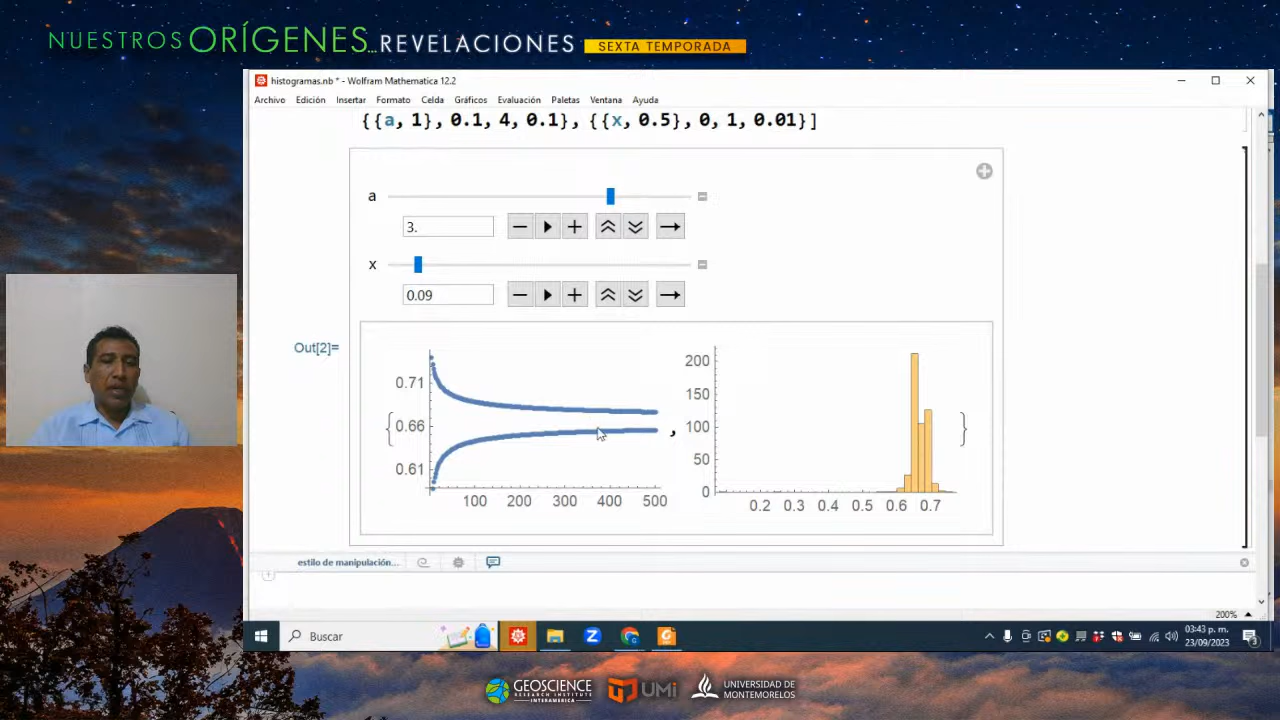 NUESTROS ORÍGENES...REVELACIONES SEXTA TEMPORADA
histogramas.nb * - Wolfram Mathematica 12.2
Archivo Edición Insertar Formato Celda Gráficos Evaluación Paletas Ventana Ayuda
{{a, 1}, 0.1, 4, 0.1}, {{x, 0.5}, 0, 1, 0.01}]
a
3.
x
0.09
Out[2]=
{
0.71
0.66
0.61
100 200 300 400 500
,
200
150
100
50
0
0.2 0.3 0.4 0.5 0.6 0.7
}
estilo de manipulación...
200%
Buscar
03:43 p. m.
23/09/2023
3
GEOSCIENCE
RESEARCH INSTITUTE
INTERAMERICA
UMi
UNIVERSIDAD DE
MONTEMORELOS